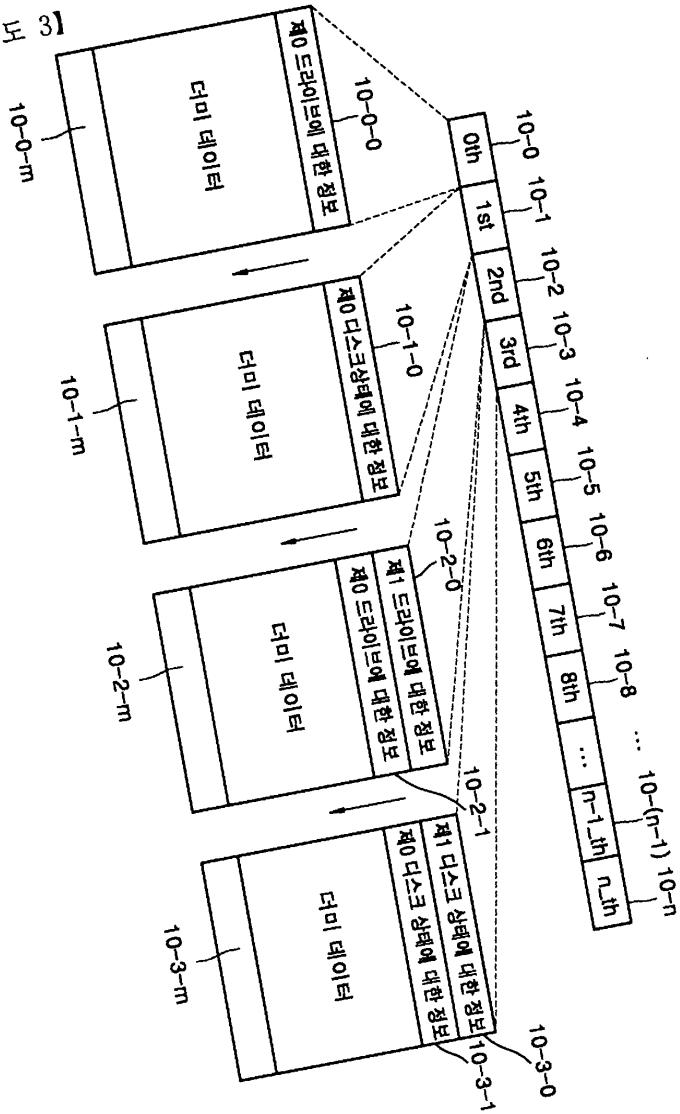 도 3】
10-0 10-1 10-2 10-3 10-4 10-5 10-6 10-7 10-8 ... 10-(n-1) 10-n
0th 1st 2nd 3rd 4th 5th 6th 7th 8th ... n-1_th n_th
10-0-0
제0 드라이브에 대한 정보
더미 데이터
10-0-m
10-1-0
제0 디스크상태에 대한 정보
더미 데이터
10-1-m
10-2-0
제1 드라이브에 대한 정보
제0 드라이브에 대한 정보
10-2-1
더미 데이터
10-2-m
10-3-0
제1 디스크 상태에 대한 정보
제0 디스크 상태에 대한 정보
10-3-1
더미 데이터
10-3-m